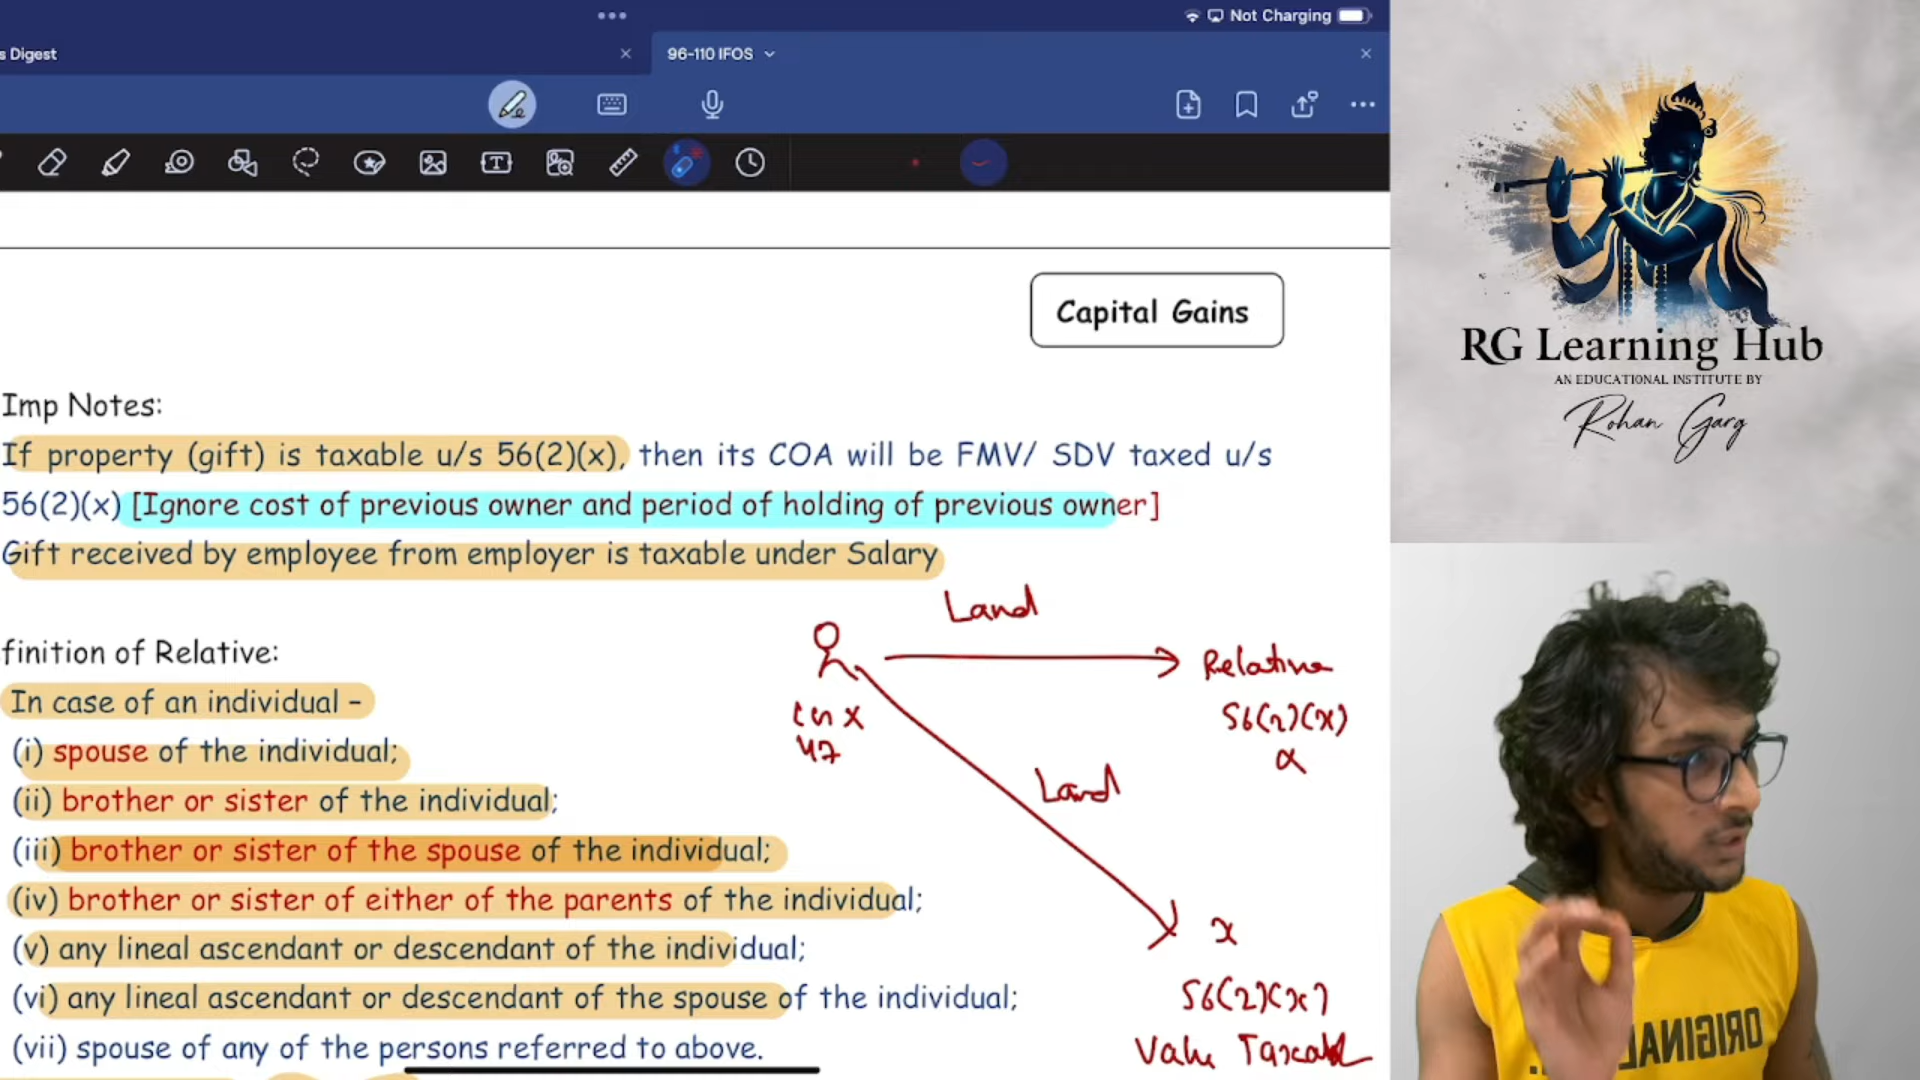 Not Charging
s Digest
96-110 IFOS
Capital Gains
Imp Notes:
If property (gift) is taxable u/s 56(2)(x), then its COA will be FMV/ SDV taxed u/s
56(2)(x) [Ignore cost of previous owner and period of holding of previous owner]
Gift received by employee from employer is taxable under Salary
Land
finition of Relative:
Relative
In case of an individual –
CG x
47
56(2)(x)
x
(i) spouse of the individual;
(ii) brother or sister of the individual;
Land
(iii) brother or sister of the spouse of the individual;
(iv) brother or sister of either of the parents of the individual;
x
(v) any lineal ascendant or descendant of the individual;
(vi) any lineal ascendant or descendant of the spouse of the individual;
56(2)(x)
(vii) spouse of any of the persons referred to above.
Value Taxable
RG Learning Hub
AN EDUCATIONAL INSTITUTE BY
Rohan Garg
ORIGINAL